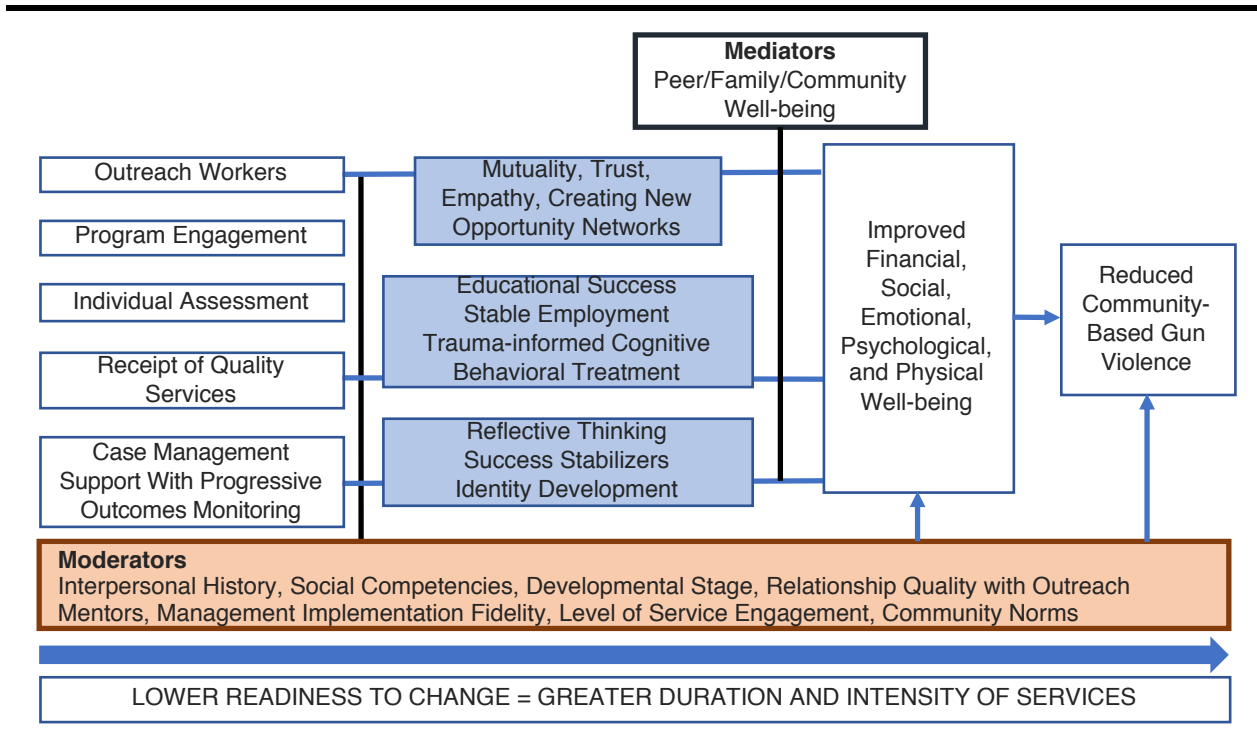 Mediators
Peer/Family/Community
Well-being
Outreach Workers
Program Engagement
Individual Assessment
Receipt of Quality
Services
Case Management
Support With Progressive
Outcomes Monitoring
Mutuality, Trust,
Empathy, Creating New
Opportunity Networks
Educational Success
Stable Employment
Trauma-informed Cognitive
Behavioral Treatment
Reflective Thinking
Success Stabilizers
Identity Development
Improved
Financial,
Social,
Emotional,
Psychological,
and Physical
Well-being
Reduced
Community-
Based Gun
Violence
Moderators
Interpersonal History, Social Competencies, Developmental Stage, Relationship Quality with Outreach
Mentors, Management Implementation Fidelity, Level of Service Engagement, Community Norms
LOWER READINESS TO CHANGE = GREATER DURATION AND INTENSITY OF SERVICES